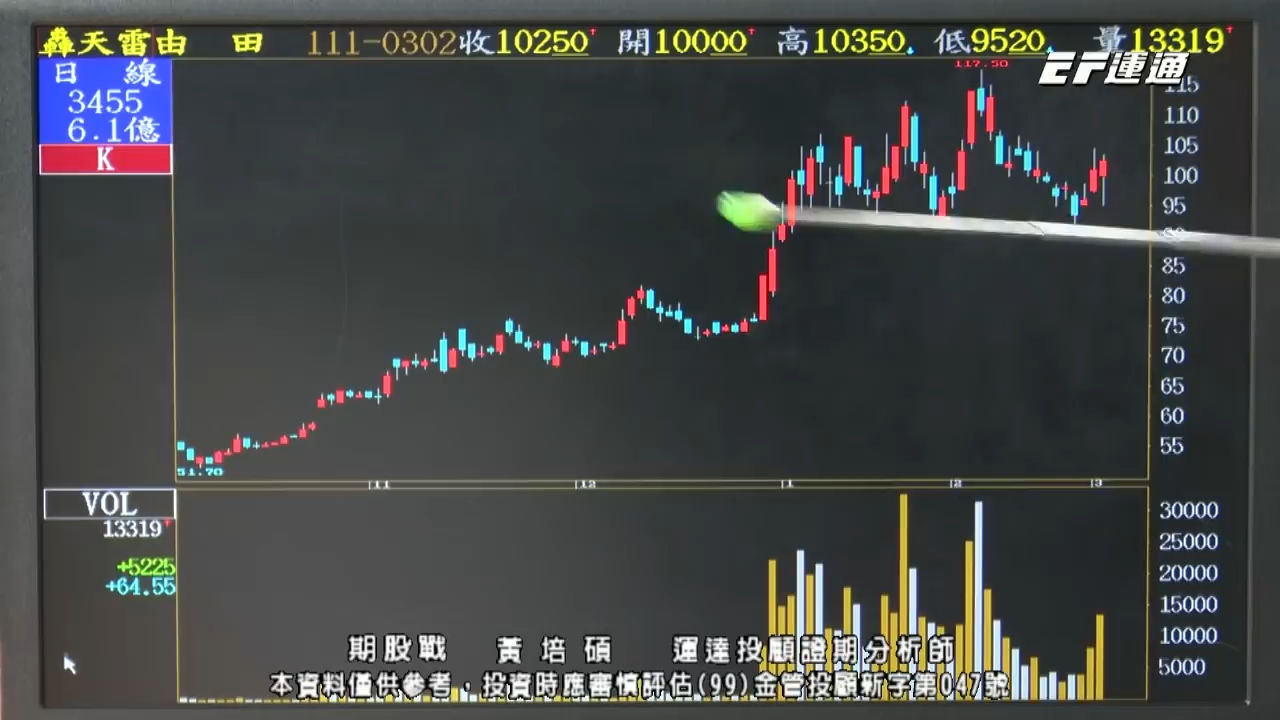 轟天雷由 田 111-0302收10250 開10000 高10350 低9520 量13319
EF運通
日 線
3455
6.1億
K
117.50
115
110
105
100
95
90
85
80
75
70
65
60
55
51.70
11 12 1 2 3
VOL
13319
+5225
+64.55
30000
25000
20000
15000
10000
5000
期股戰 黃培碩 運達投顧證期分析師
本資料僅供參考，投資時應審慎評估(99)金管投顧新字第047號